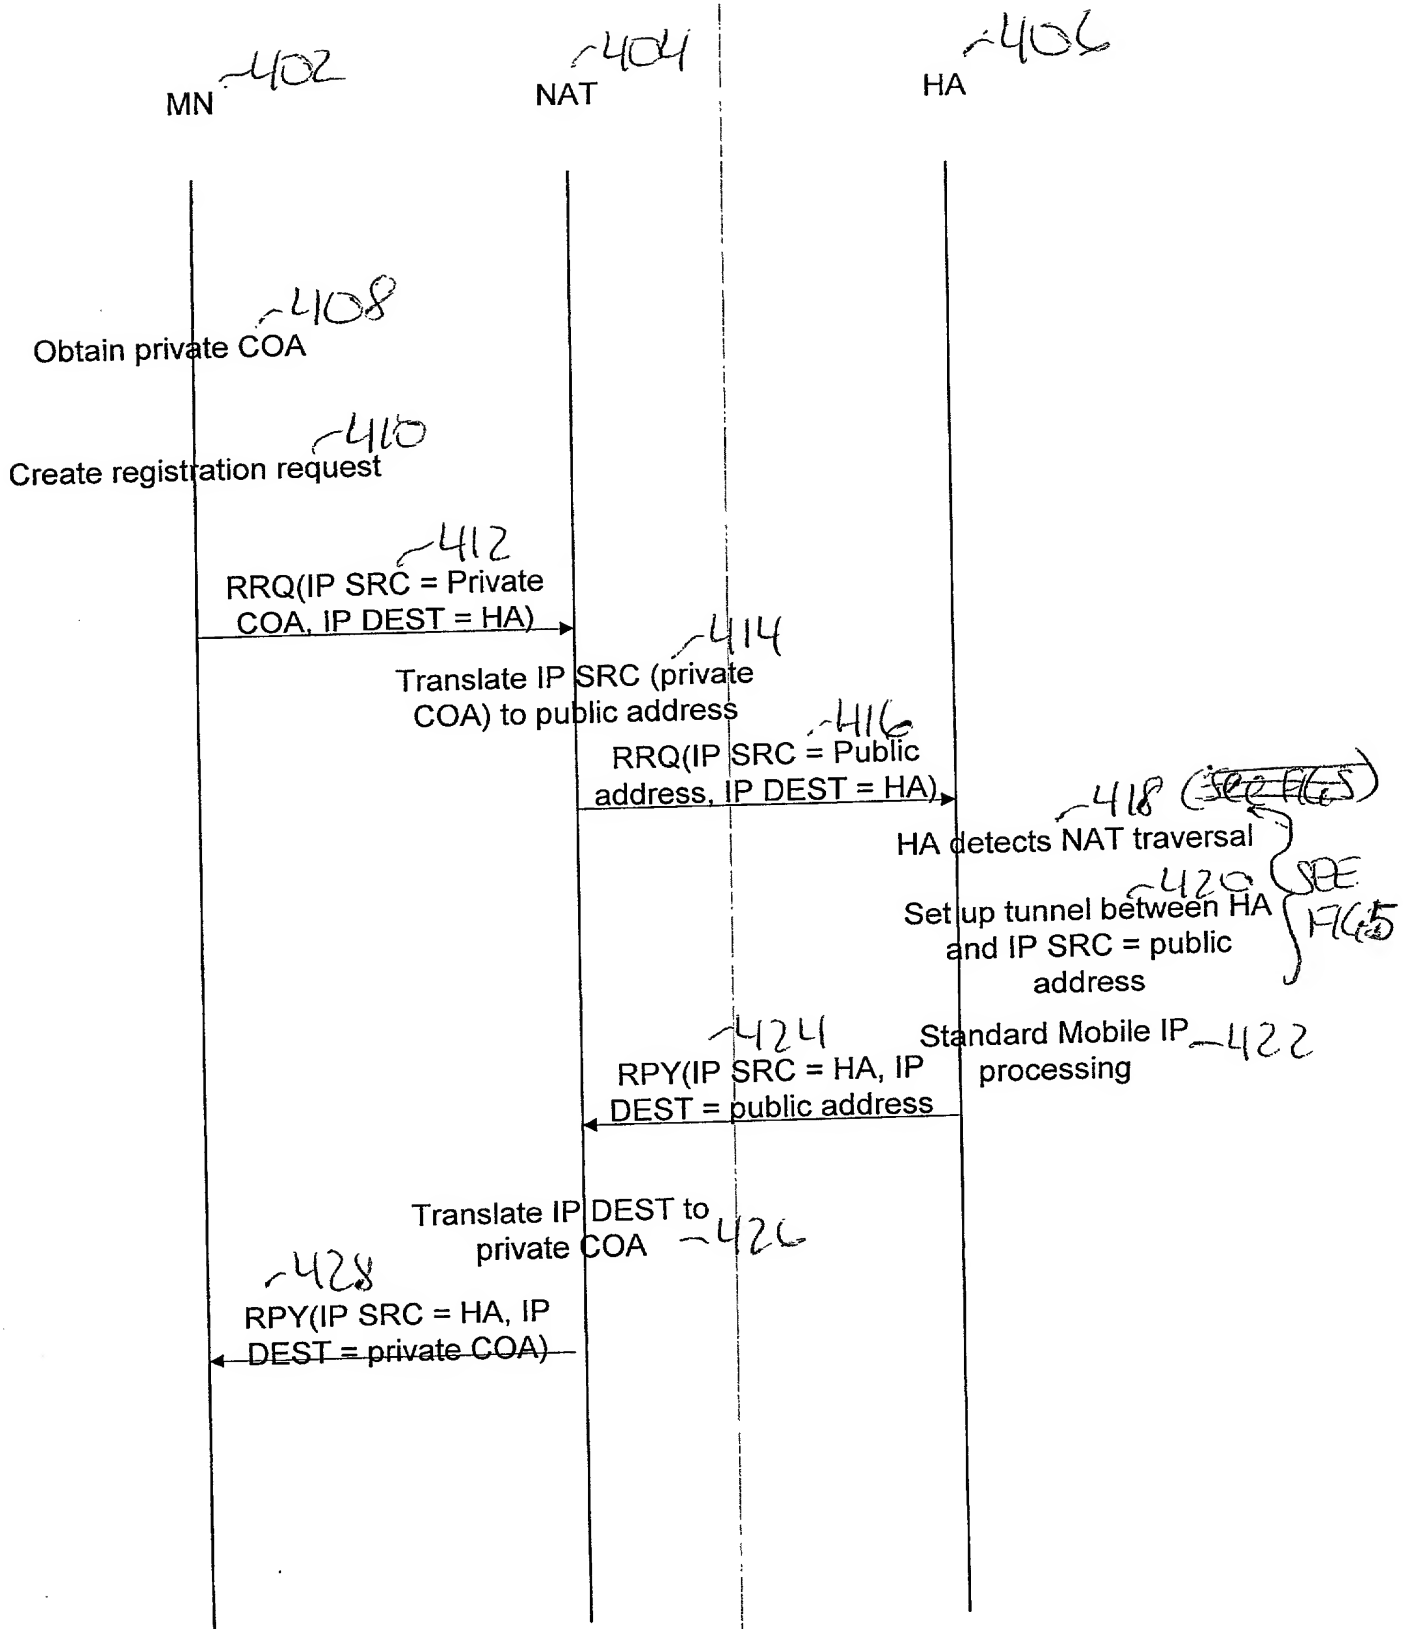 402
404
406
MN
NAT
HA
408
Obtain private COA
410
Create registration request
412
RRQ(IP SRC = Private
COA, IP DEST = HA)
414
Translate IP SRC (private
COA) to public address
416
RRQ(IP SRC = Public
address, IP DEST = HA)
418 (See FIG5)
HA detects NAT traversal
420
SEE
FIG5
Set up tunnel between HA
and IP SRC = public
address
Standard Mobile IP
processing
422
424
RPY(IP SRC = HA, IP
DEST = public address
Translate IP DEST to
private COA
426
428
RPY(IP SRC = HA, IP
DEST = private COA)